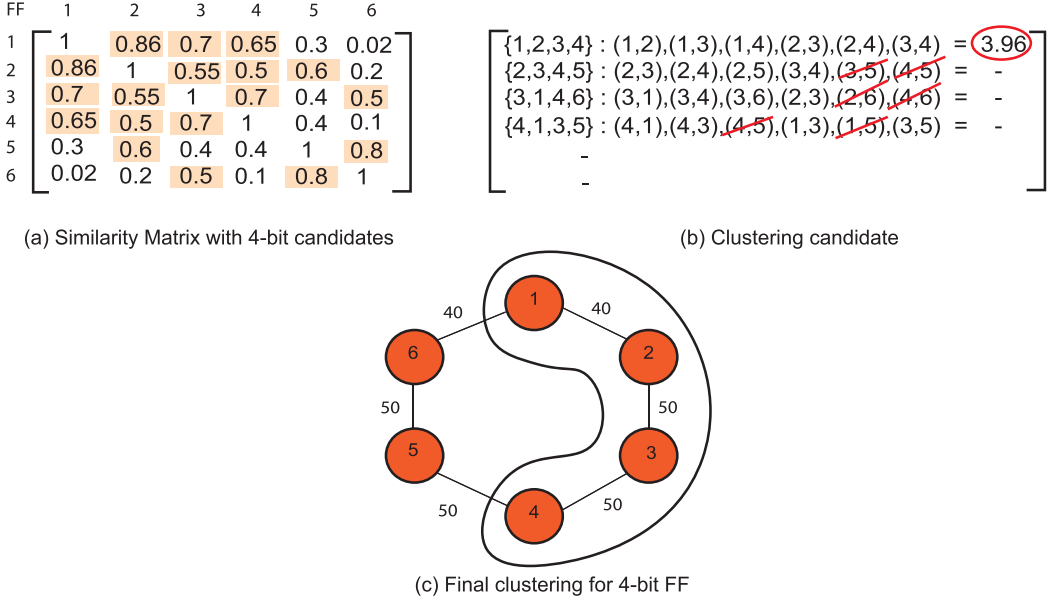 FF 1 2 3 4 5 6
1 1 0.86 0.7 0.65 0.3 0.02
2 0.86 1 0.55 0.5 0.6 0.2
3 0.7 0.55 1 0.7 0.4 0.5
4 0.65 0.5 0.7 1 0.4 0.1
5 0.3 0.6 0.4 0.4 1 0.8
6 0.02 0.2 0.5 0.1 0.8 1
(a) Similarity Matrix with 4-bit candidates
{1,2,3,4} : (1,2),(1,3),(1,4),(2,3),(2,4),(3,4) = 3.96
{2,3,4,5} : (2,3),(2,4),(2,5),(3,4),(3,5),(4,5) = -
{3,1,4,6} : (3,1),(3,4),(3,6),(2,3),(2,6),(4,6) = -
{4,1,3,5} : (4,1),(4,3),(4,5),(1,3),(1,5),(3,5) = -
-
-
(b) Clustering candidate
1
40
40
6
2
50
50
5
3
50
50
4
(c) Final clustering for 4-bit FF